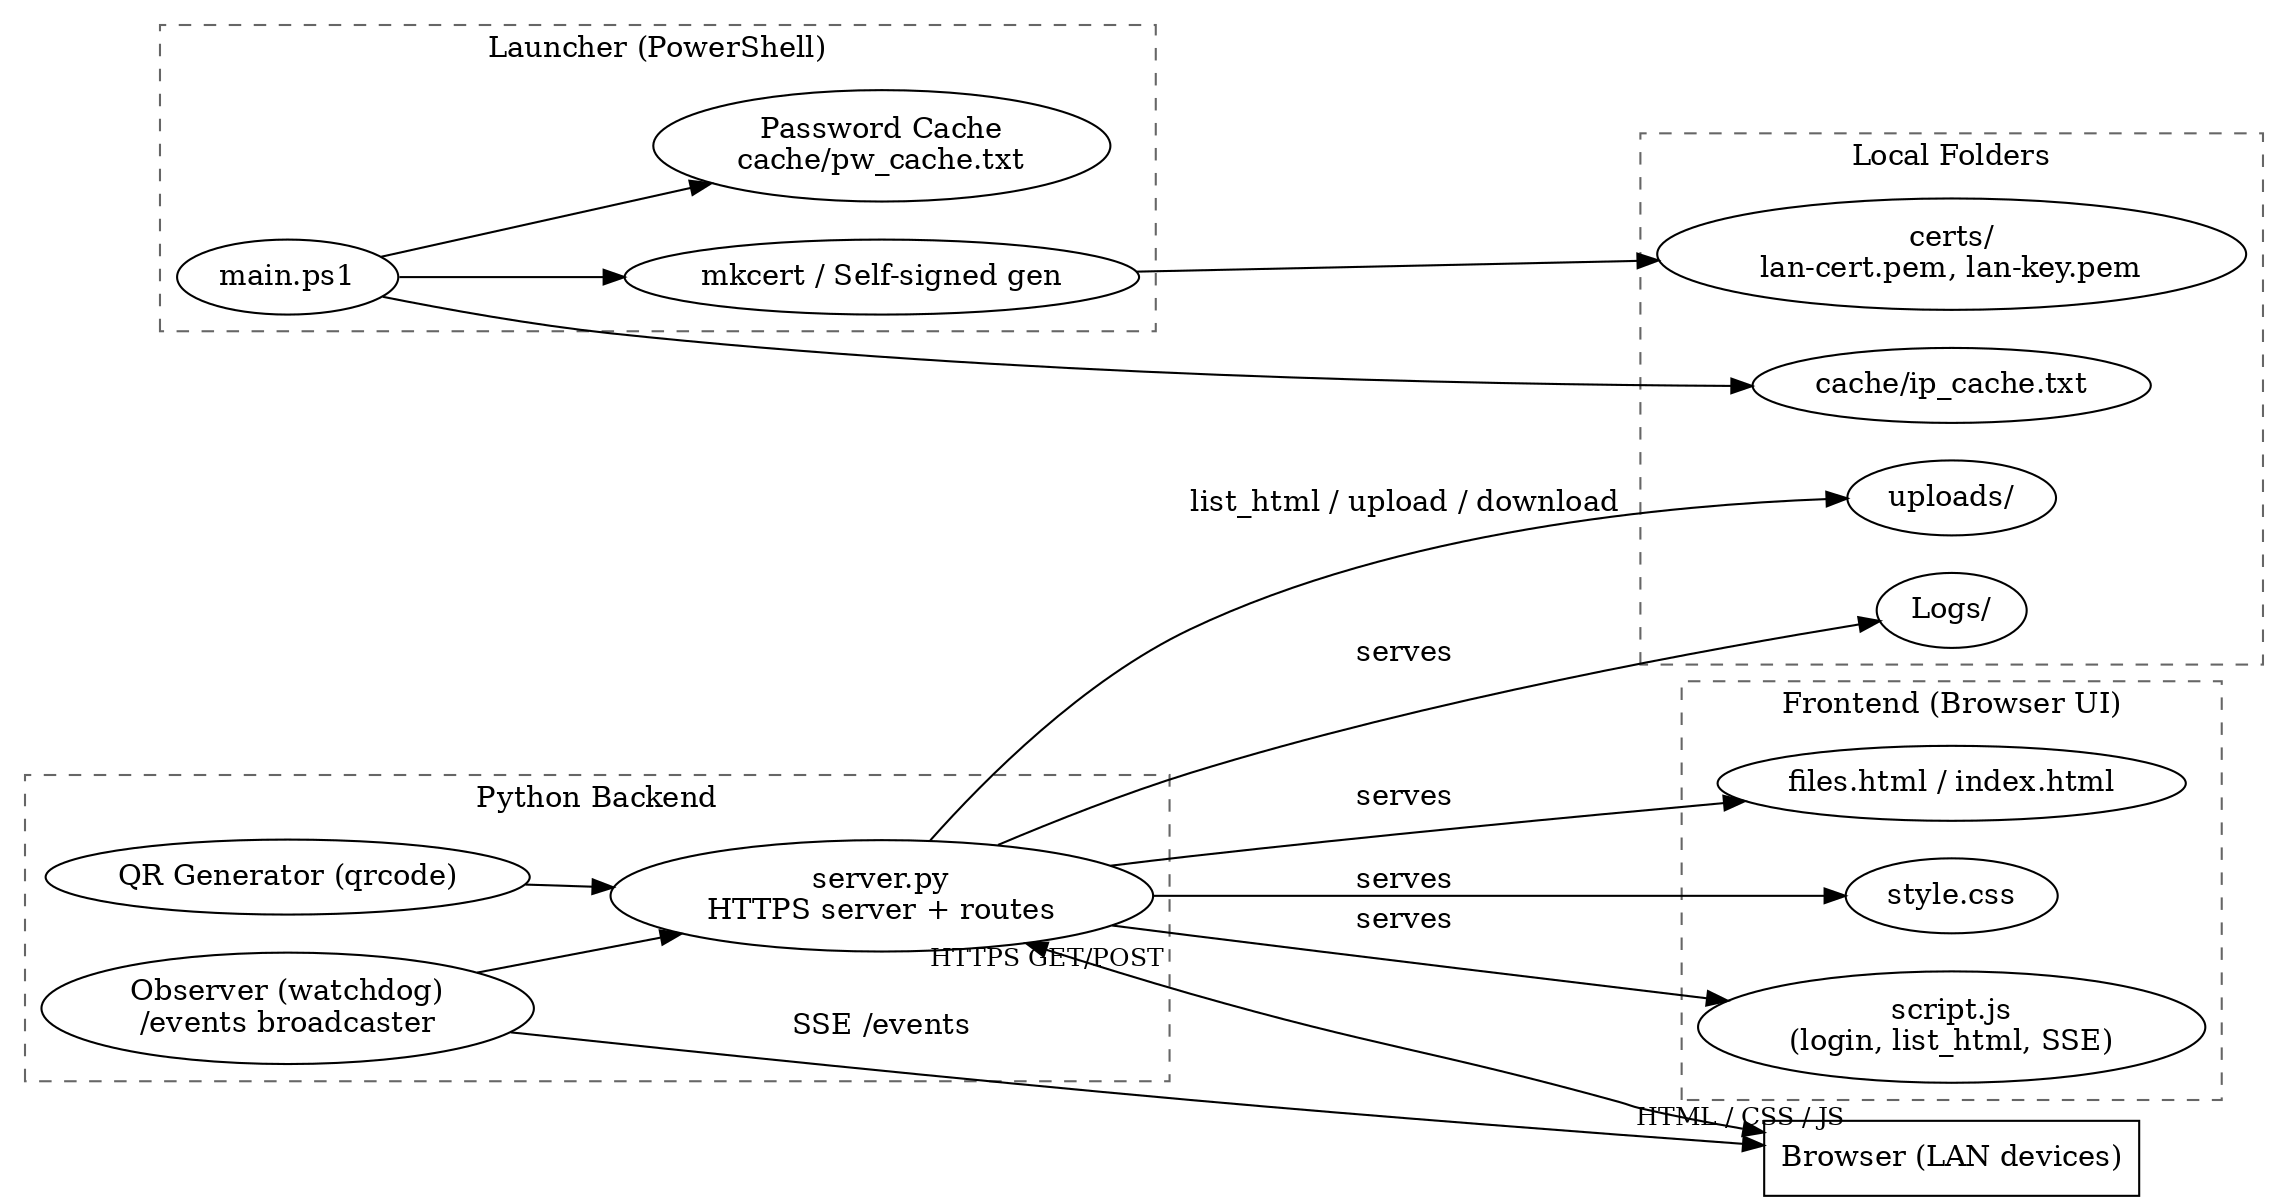 Launcher (PowerShell)
Password Cache
cache/pw_cache.txt
main.ps1
mkcert / Self-signed gen
Local Folders
certs/
lan-cert.pem, lan-key.pem
cache/ip_cache.txt
list_html / upload / download
uploads/
Logs/
serves
Frontend (Browser UI)
files.html / index.html
serves
style.css
serves
serves
script.js
(login, list_html, SSE)
Python Backend
QR Generator (qrcode)
server.py
HTTPS server + routes
HTTPS GET/POST
Observer (watchdog)
/events broadcaster
SSE /events
HTML / CSS / JS
Browser (LAN devices)